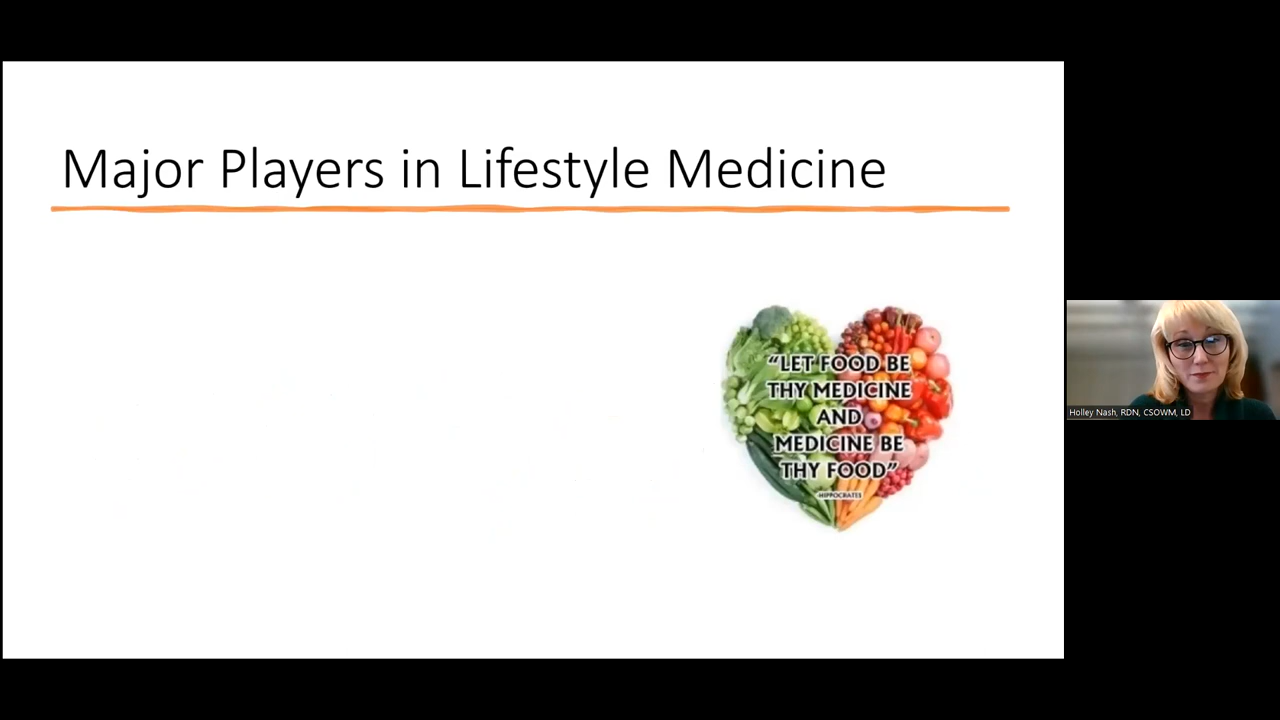 Major Players in Lifestyle Medicine
“LET FOOD BE
THY MEDICINE
AND
MEDICINE BE
THY FOOD”
-HIPPOCRATES
Holley Nash, RDN, CSOWM, LD